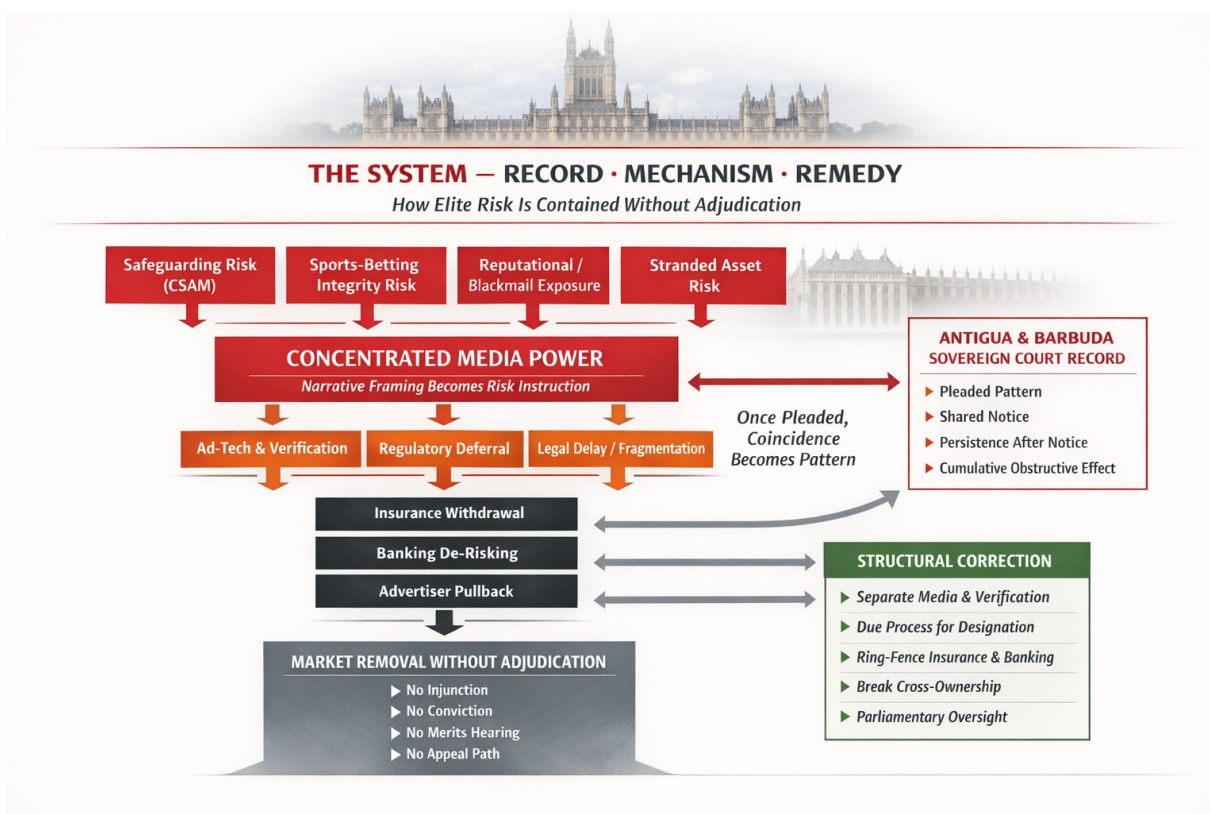 THE SYSTEM — RECORD · MECHANISM · REMEDY
How Elite Risk Is Contained Without Adjudication
Safeguarding Risk
(CSAM)
Sports-Betting
Integrity Risk
Reputational /
Blackmail Exposure
Stranded Asset
Risk
CONCENTRATED MEDIA POWER
Narrative Framing Becomes Risk Instruction
Ad-Tech & Verification
Regulatory Deferral
Legal Delay / Fragmentation
Once Pleaded,
Coincidence
Becomes Pattern
ANTIGUA & BARBUDA
SOVEREIGN COURT RECORD
Pleaded Pattern
Shared Notice
Persistence After Notice
Cumulative Obstructive Effect
Insurance Withdrawal
Banking De-Risking
Advertiser Pullback
STRUCTURAL CORRECTION
Separate Media & Verification
Due Process for Designation
Ring-Fence Insurance & Banking
Break Cross-Ownership
Parliamentary Oversight
MARKET REMOVAL WITHOUT ADJUDICATION
No Injunction
No Conviction
No Merits Hearing
No Appeal Path